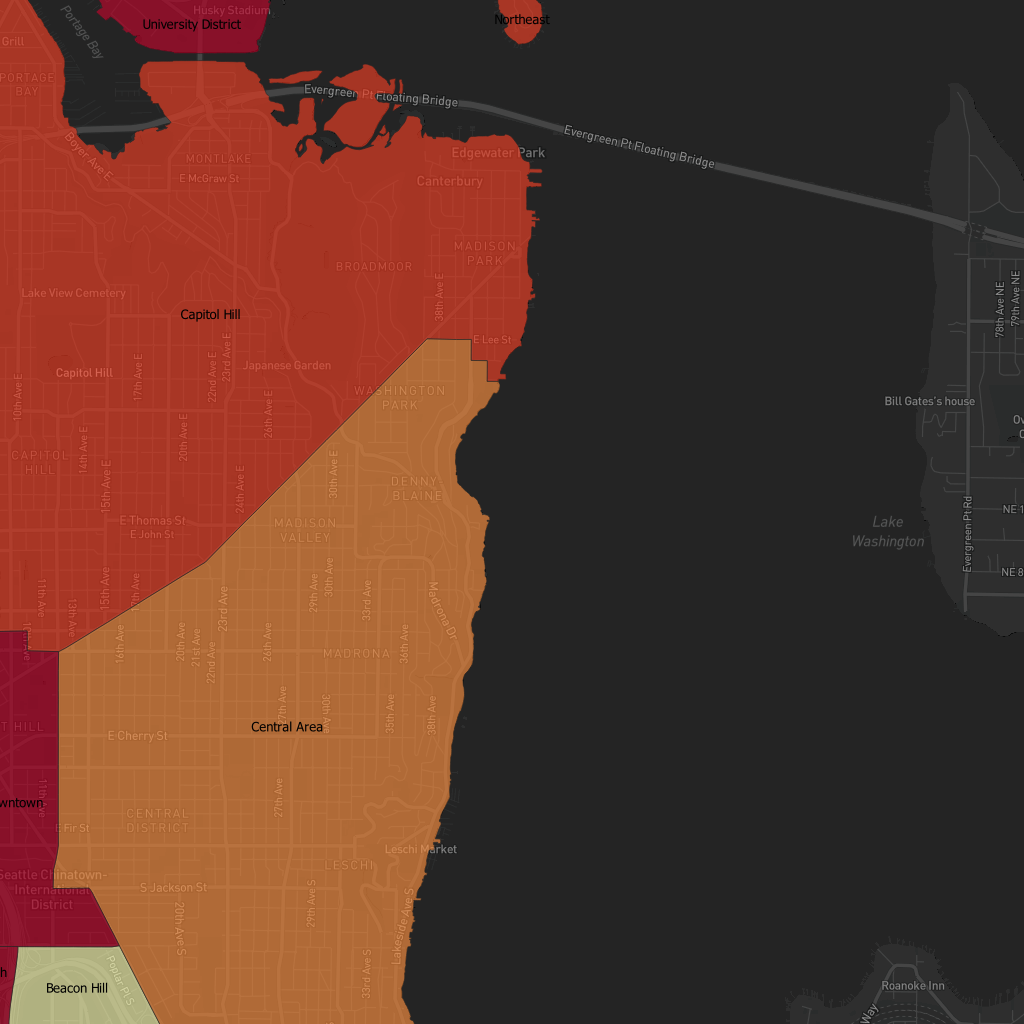 Husky Stadium
University District
Northeast
Portage
Bay
Grill
PORTAGE
BAY
Evergreen Pt Floating Bridge
Evergreen Pt Floating Bridge
Boyer Ave E
MONTLAKE
E McGraw St
Edgewater Park
Canterbury
MADISON
PARK
BROADMOOR
38th Ave E
Lake View Cemetery
Capitol Hill
78th Ave NE
79th Ave NE
E Lee St
22nd Ave E
23rd Ave E
17th Ave E
Japanese Garden
Capitol Hill
10th Ave E
WASHINGTON
PARK
Bill Gates's house
26th Ave E
20th Ave E
14th Ave E
CAPITOL
HILL
15th Ave E
24th Ave E
30th Ave E
DENNY
BLAINE
E Thomas St
E John St
MADISON
VALLEY
Lake
Washington
Evergreen Pt Rd
NE 1
NE 8
11th Ave
13th Ave
15th Ave
17th Ave
23rd Ave
29th Ave
30th Ave
33rd Ave
Madrona Dr
16th Ave
20th Ave
21st Ave
22nd Ave
26th Ave
36th Ave
MADRONA
27th Ave
30th Ave
35th Ave
38th Ave
T HILL
E Cherry St
Central Area
11th Ave
wntown
27th Ave
CENTRAL
DISTRICT
E Fir St
Leschi Market
LESCHI
Seattle Chinatown-
International
District
S Jackson St
20th Ave S
29th Ave S
Lakeside Ave S
33rd Ave S
h
Beacon Hill
Poplar Pl S
Roanoke Inn
Way